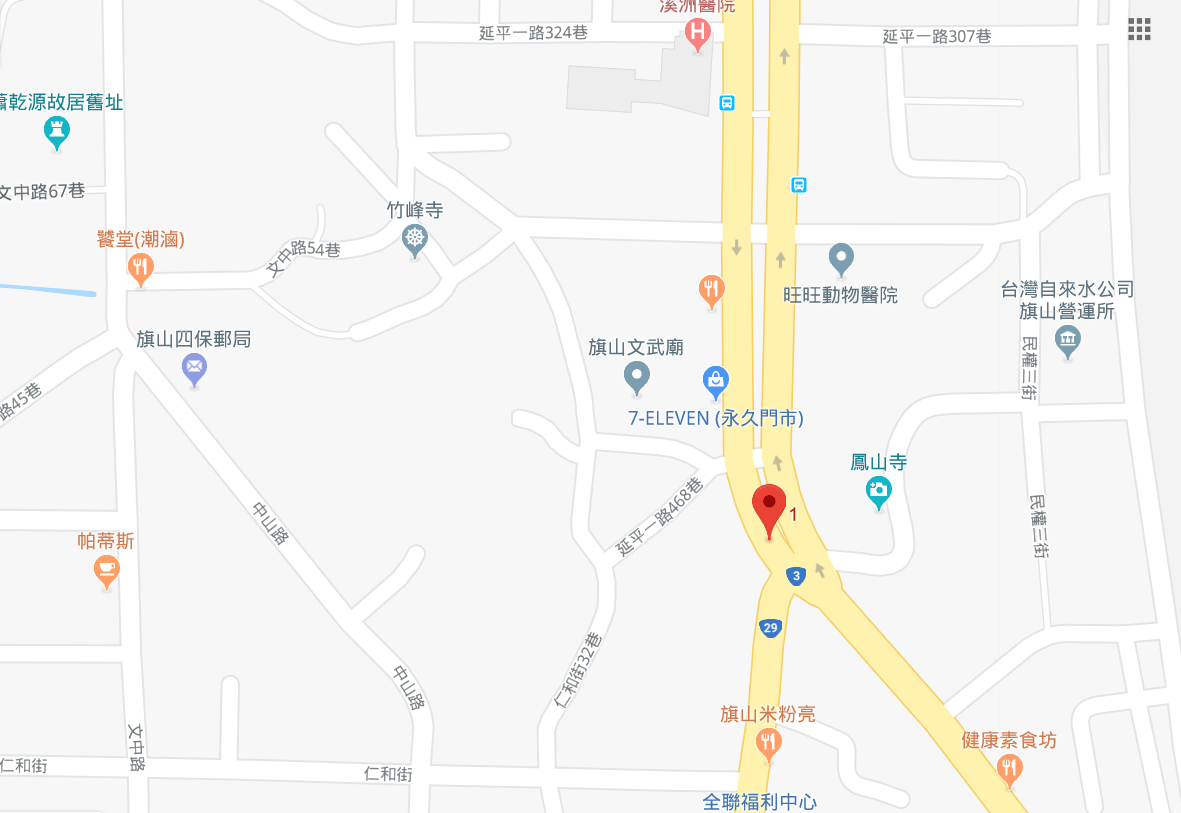 溪洲醫院
延平一路324巷
延平一路307巷
蕭乾源故居舊址
文中路67巷
竹峰寺
饕堂(潮滷)
文中路54巷
旺旺動物醫院
台灣自來水公司
旗山營運所
旗山四保郵局
旗山文武廟
民權三街
路45巷
7-ELEVEN (永久門市)
鳳山寺
延平一路468巷
1
中山路
民權三街
帕蒂斯
3
29
仁和街32巷
中山路
旗山米粉亮
文中路
健康素食坊
仁和街
仁和街
全聯福利中心